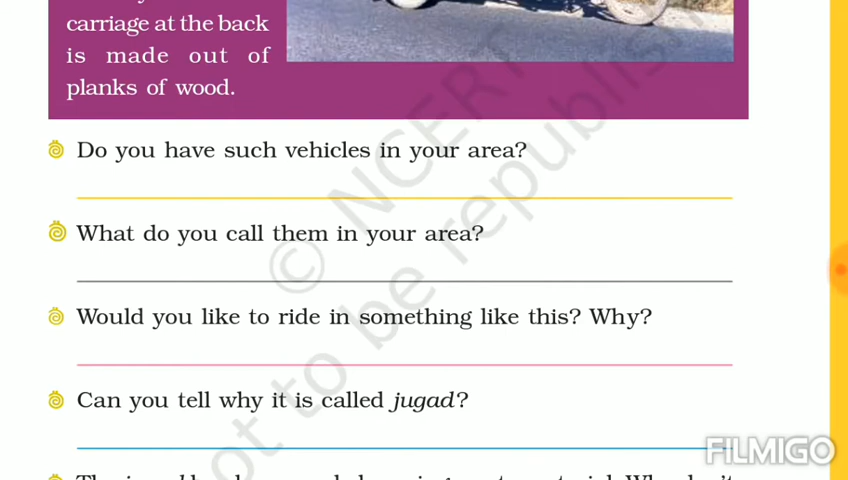 carriage at the back
is made out of
planks of wood.
Do you have such vehicles in your area?
What do you call them in your area?
Would you like to ride in something like this? Why?
Can you tell why it is called jugad?
© NCERT
not to be republish
FILMIGO